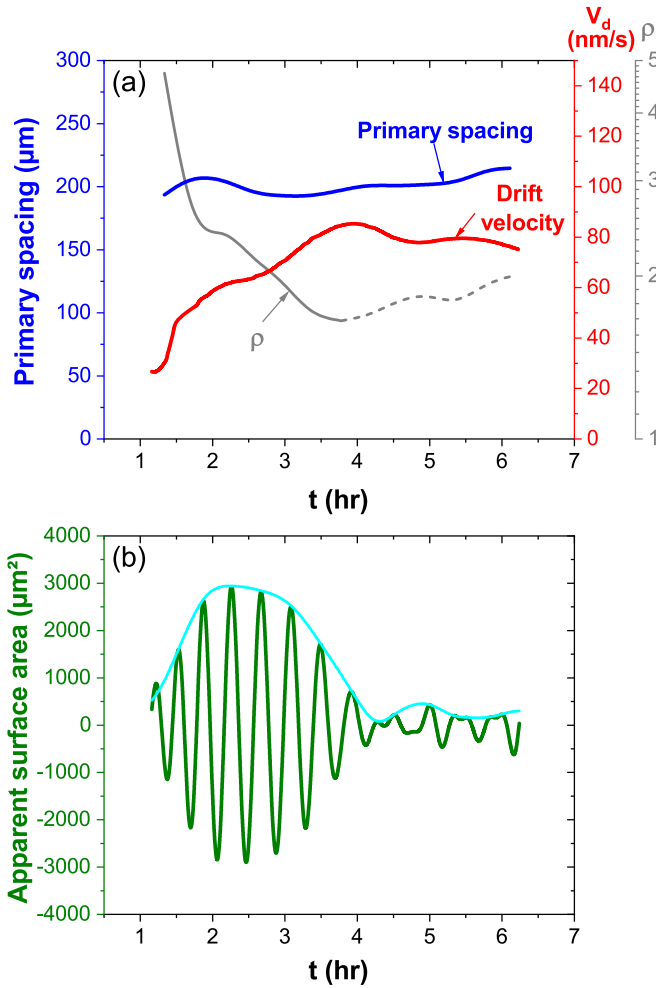 (a)
V_d
(nm/s)
ρ
Primary spacing (µm)
300
250
200
150
100
50
0
Primary spacing
Drift
velocity
ρ
140
120
100
80
60
40
20
0
5
4
3
2
1
1 2 3 4 5 6 7
t (hr)
(b)
Apparent surface area (µm²)
4000
3000
2000
1000
0
-1000
-2000
-3000
-4000
1 2 3 4 5 6 7
t (hr)